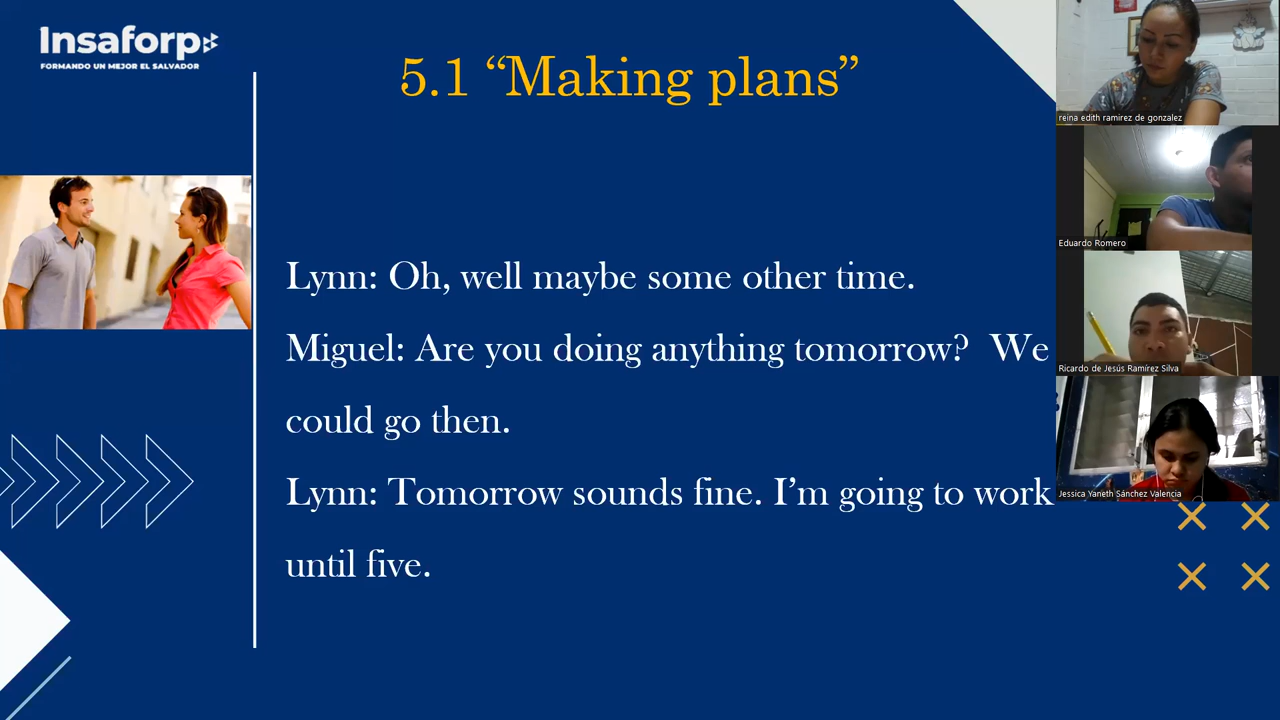 Insaforp
FORMANDO UN MEJOR EL SALVADOR
5.1 “Making plans”
Lynn: Oh, well maybe some other time.
Miguel: Are you doing anything tomorrow?  We
could go then.
Lynn: Tomorrow sounds fine. I’m going to work
until five.
reina edith ramirez de gonzalez
Eduardo Romero
Ricardo de Jesús Ramírez Silva
Jessica Yaneth Sánchez Valencia